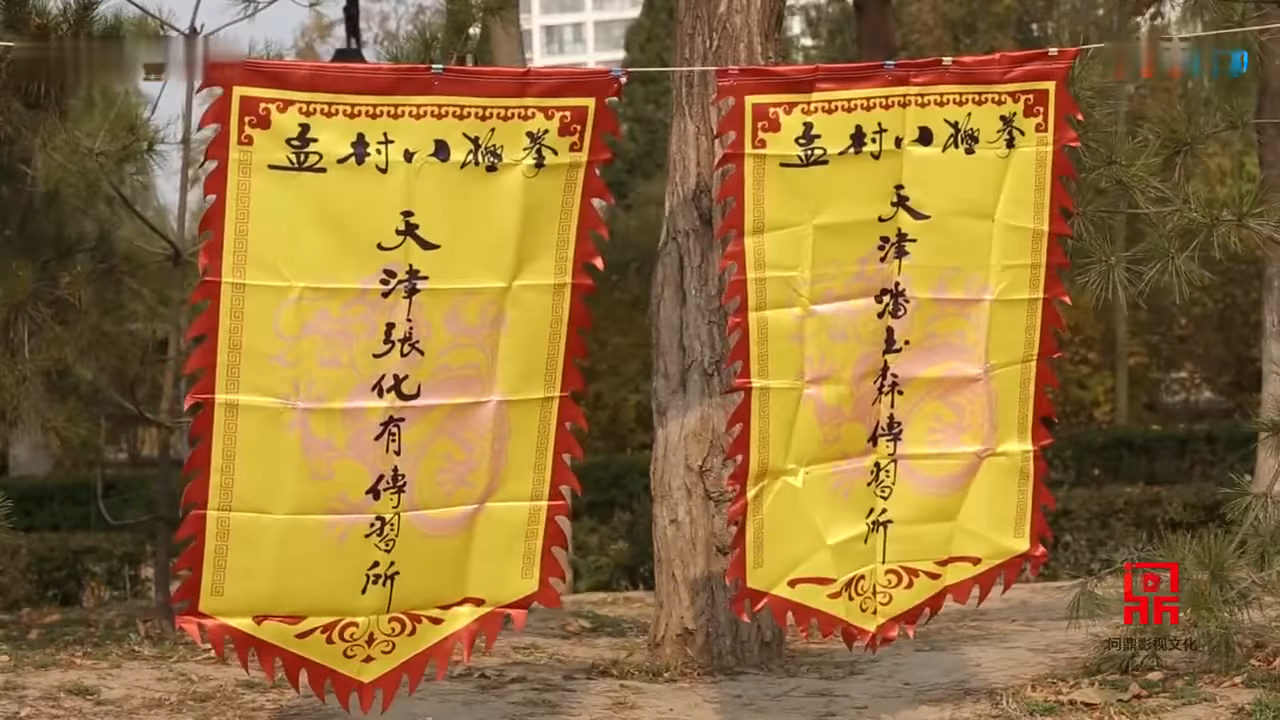 孟村八極拳
天津張化有傳習所
孟村八極拳
天津潘玉森傳習所
问鼎影视文化